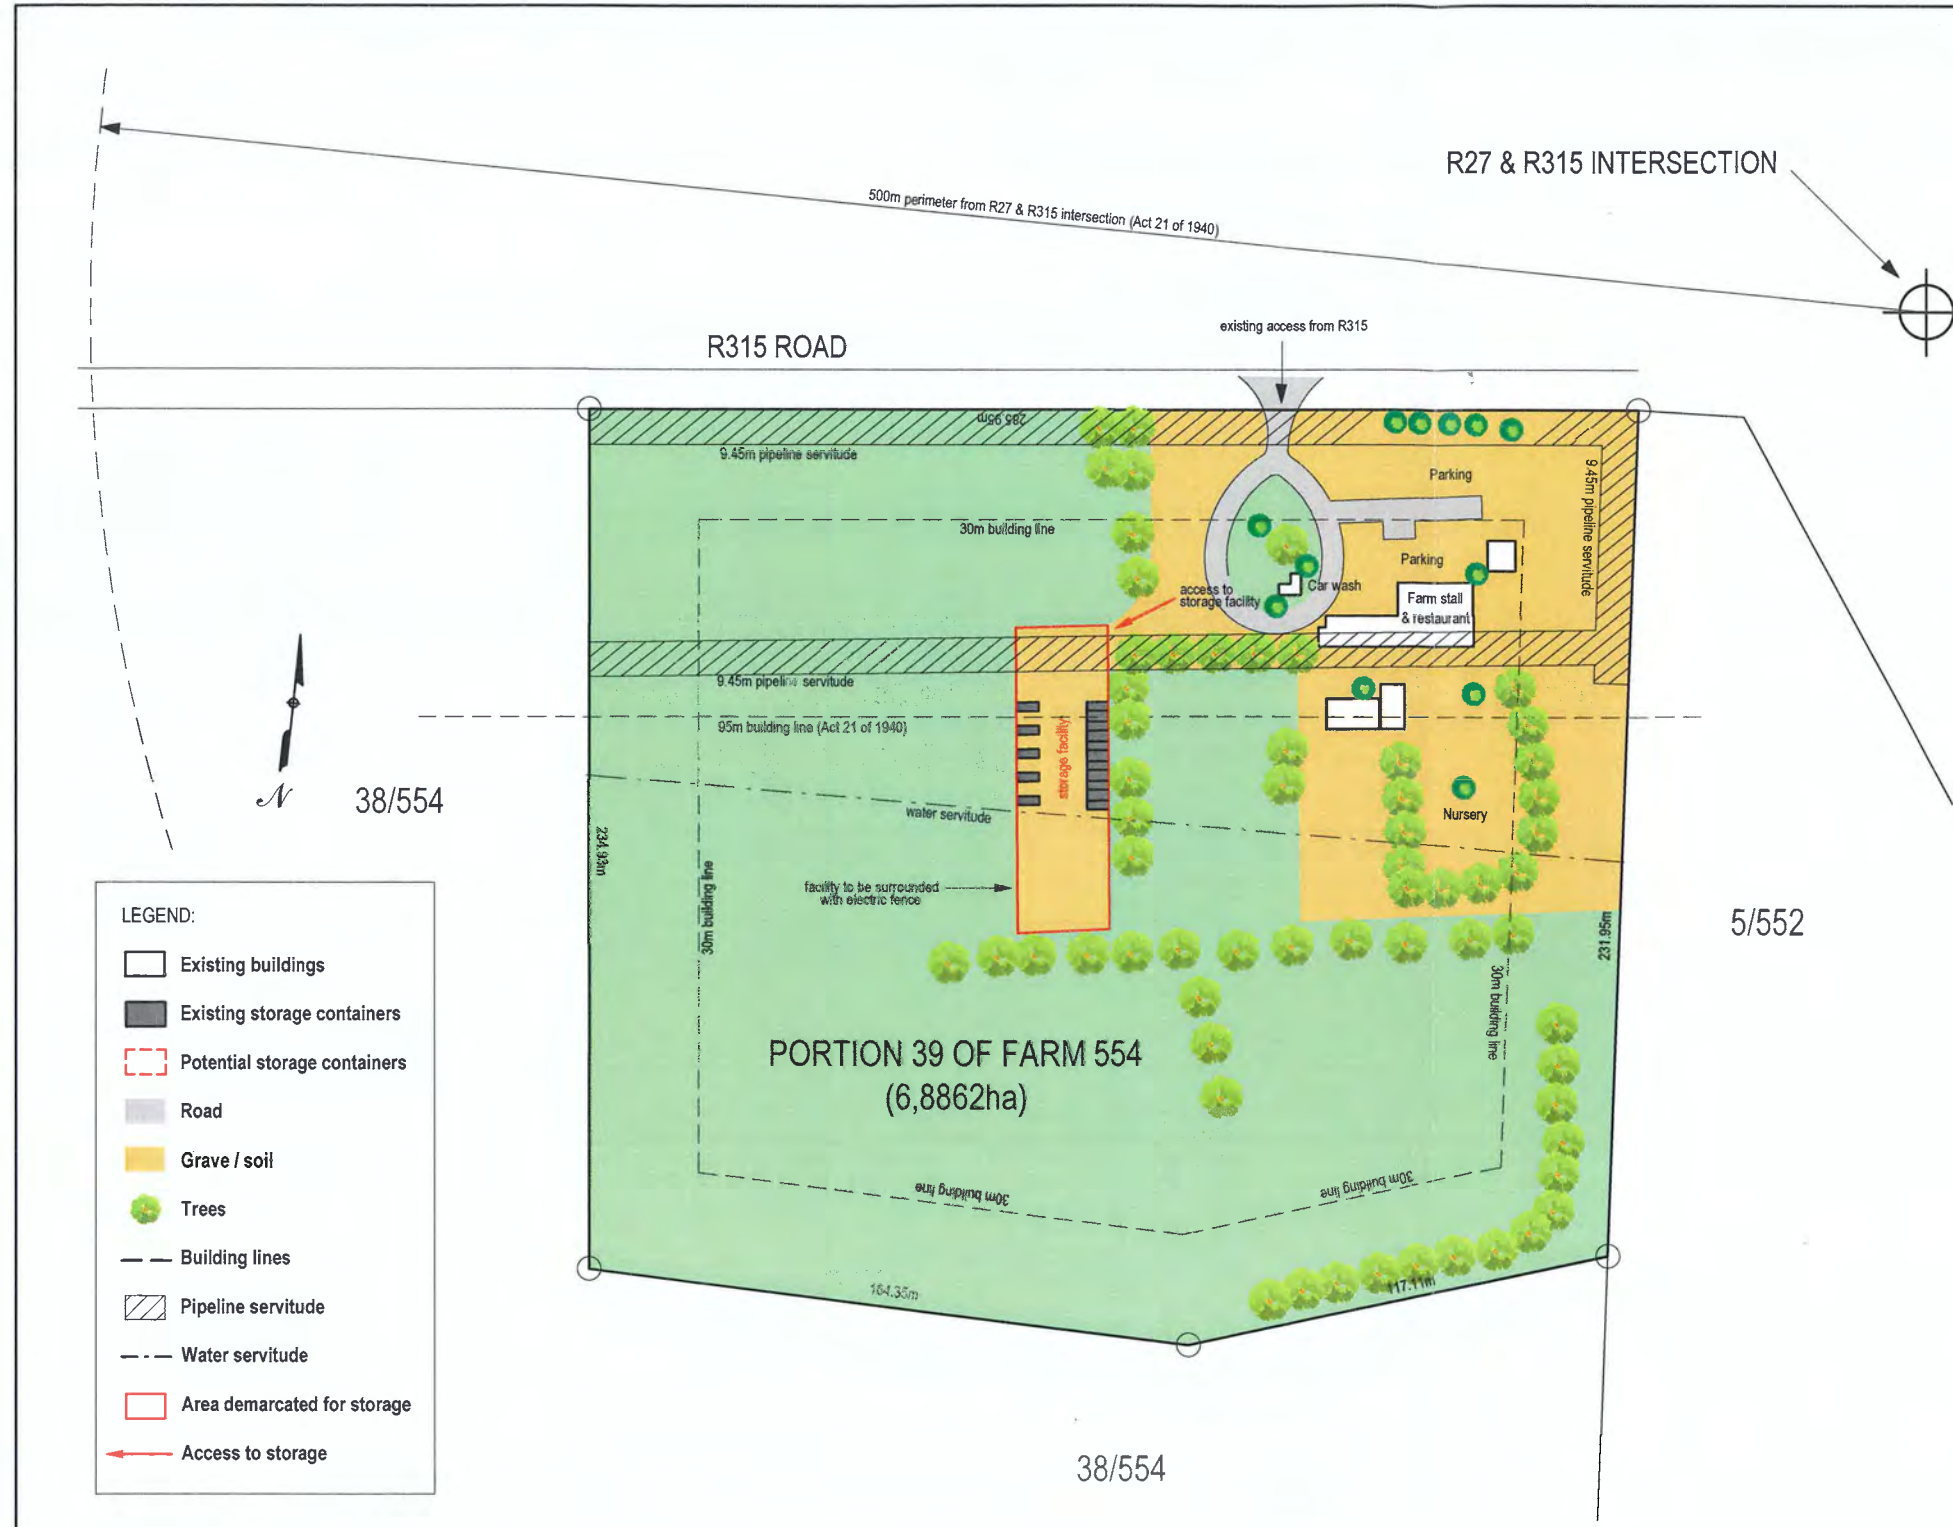 R27 & R315 INTERSECTION
500m perimeter from R27 & R315 intersection (Act 21 of 1940)
existing access from R315
R315 ROAD
285.95m
9.45m pipeline servitude
Parking
9.45m pipeline servitude
30m building line
Parking
access to
storage facility
Car wash
Farm stall
& restaurant
9.45m pipeline servitude
95m building line (Act 21 of 1940)
storage facility
38/554
N
water servitude
Nursery
234.93m
facility to be surrounded
with electric fence
30m building line
231.95m
5/552
30m building line
PORTION 39 OF FARM 554
(6,8862ha)
30m building line
30m building line
164.35m
117.11m
38/554
LEGEND:
Existing buildings
Existing storage containers
Potential storage containers
Road
Grave / soil
Trees
Building lines
Pipeline servitude
Water servitude
Area demarcated for storage
Access to storage